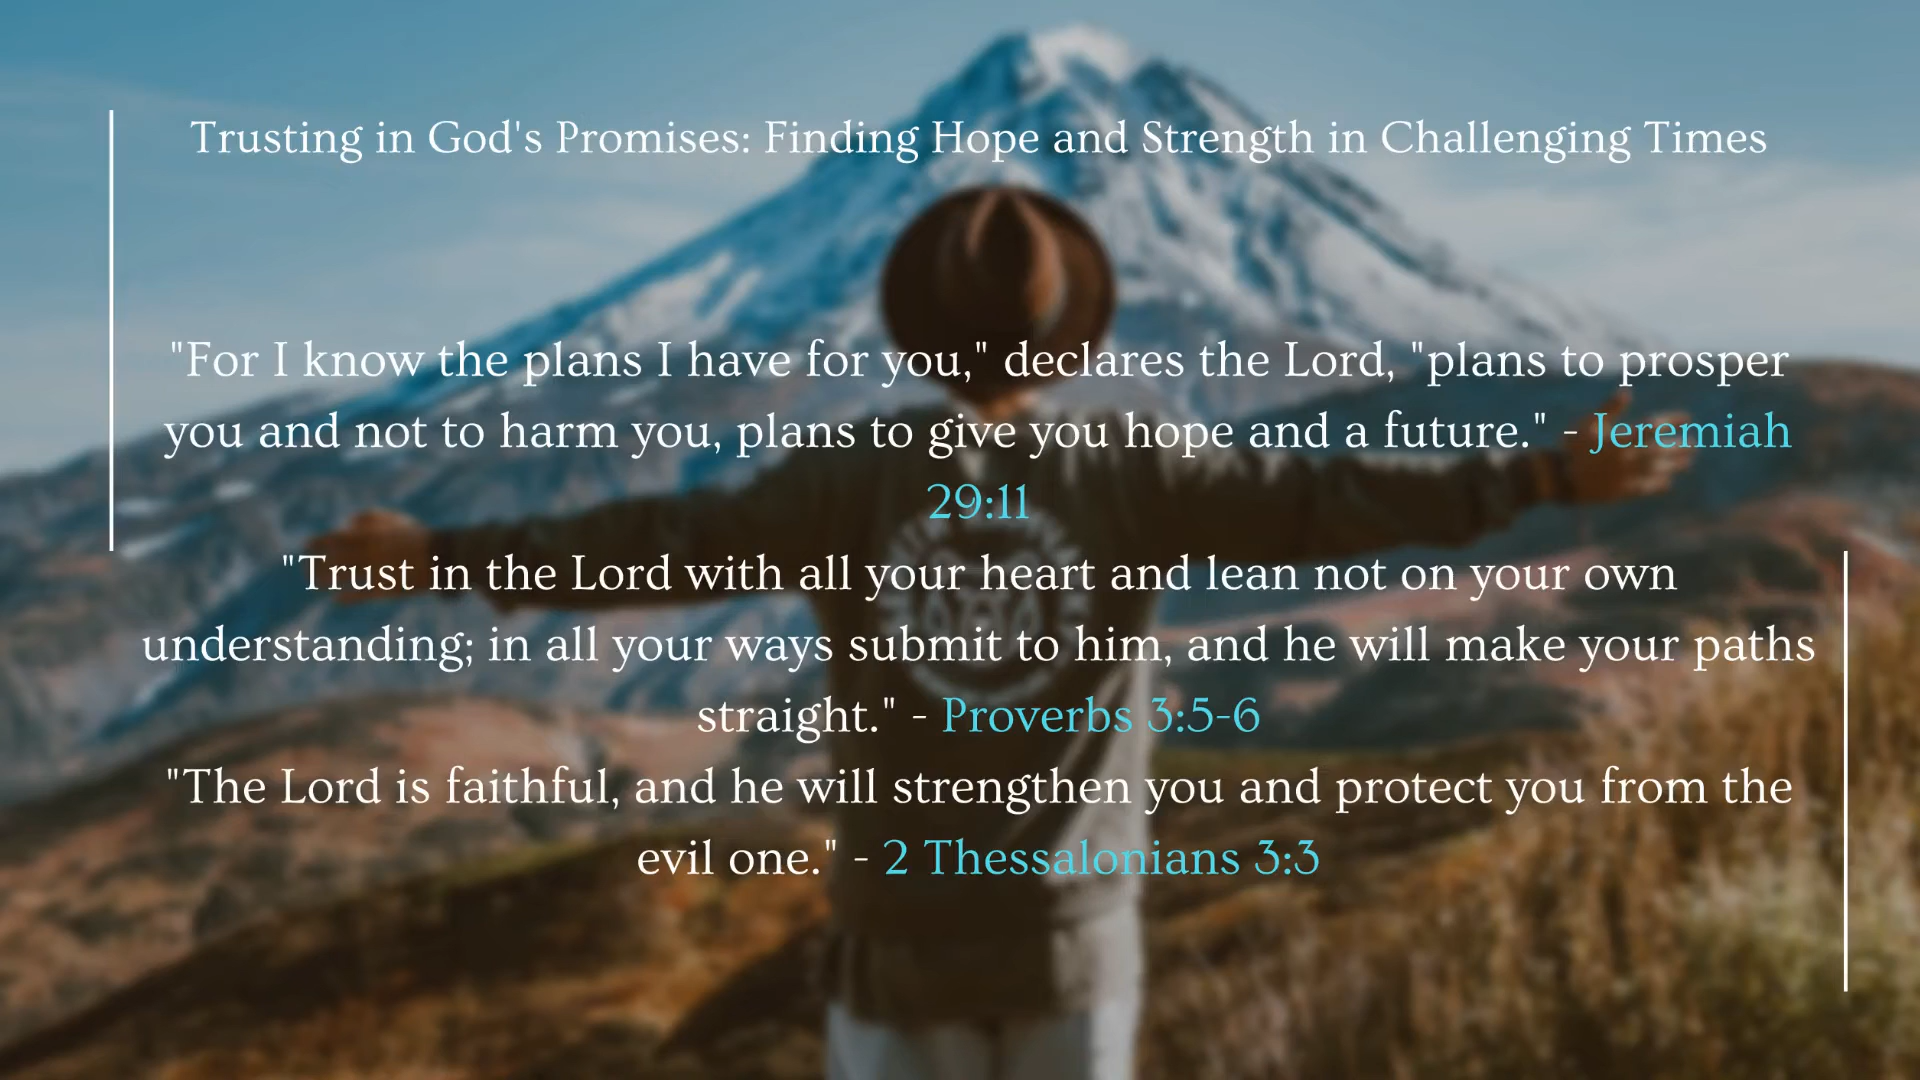 Trusting in God's Promises: Finding Hope and Strength in Challenging Times
"For I know the plans I have for you," declares the Lord, "plans to prosper
you and not to harm you, plans to give you hope and a future." - Jeremiah
29:11
"Trust in the Lord with all your heart and lean not on your own
understanding; in all your ways submit to him, and he will make your paths
straight." - Proverbs 3:5-6
"The Lord is faithful, and he will strengthen you and protect you from the
evil one." - 2 Thessalonians 3:3